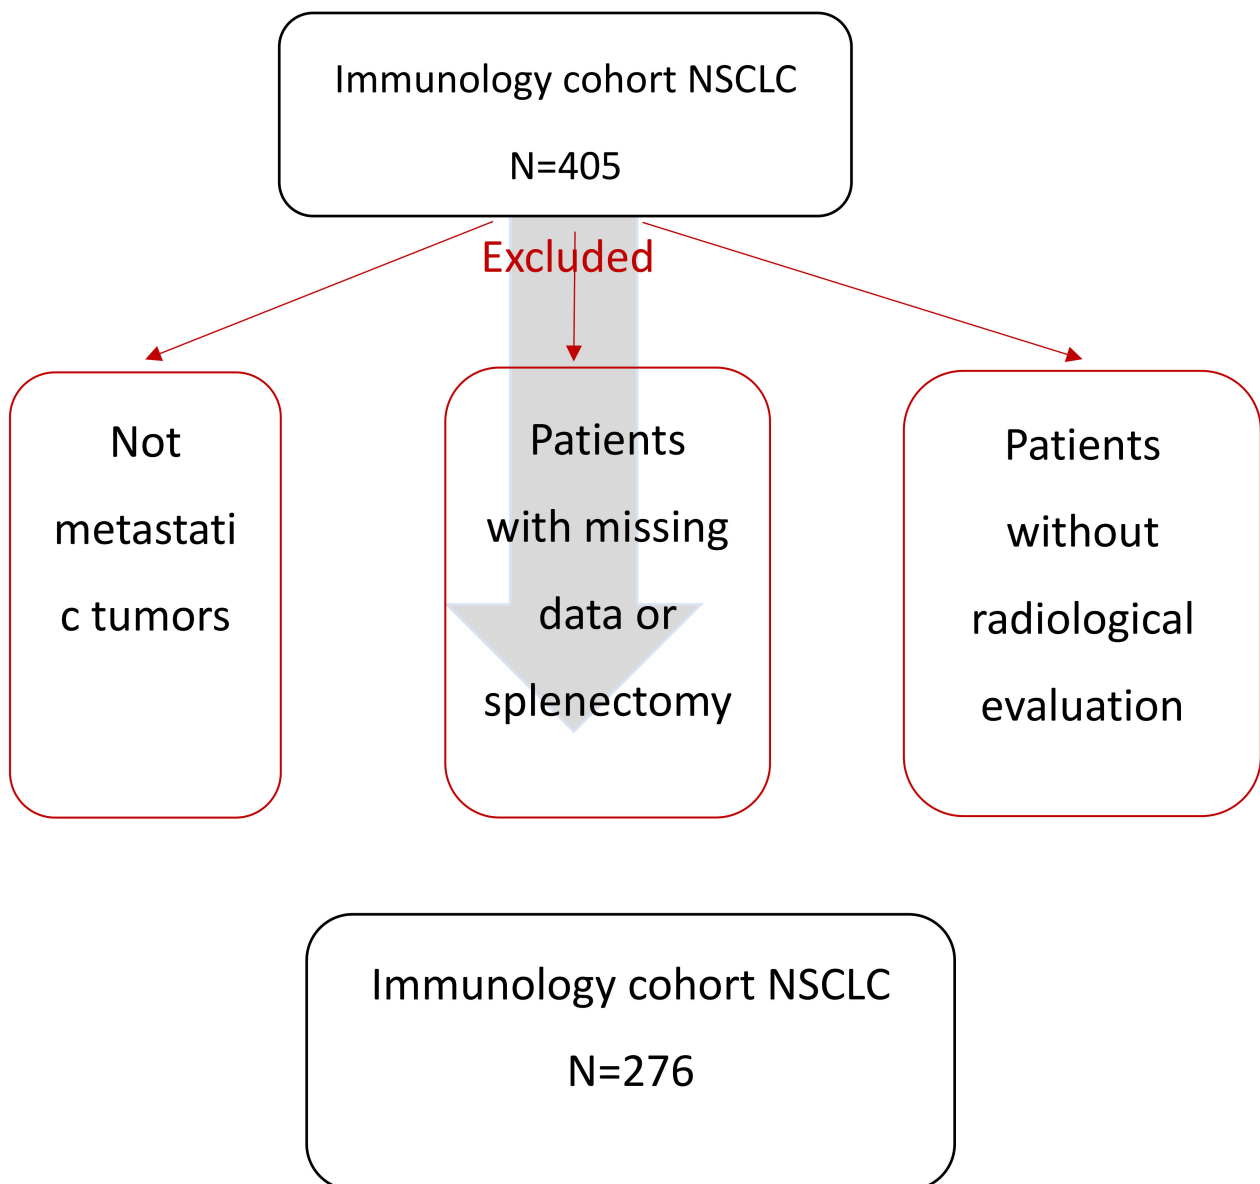 Immunology cohort NSCLC
N=405
Excluded
Not
metastati
c tumors
Patients
with missing
data or
splenectomy
Patients
without
radiological
evaluation
Immunology cohort NSCLC
N=276